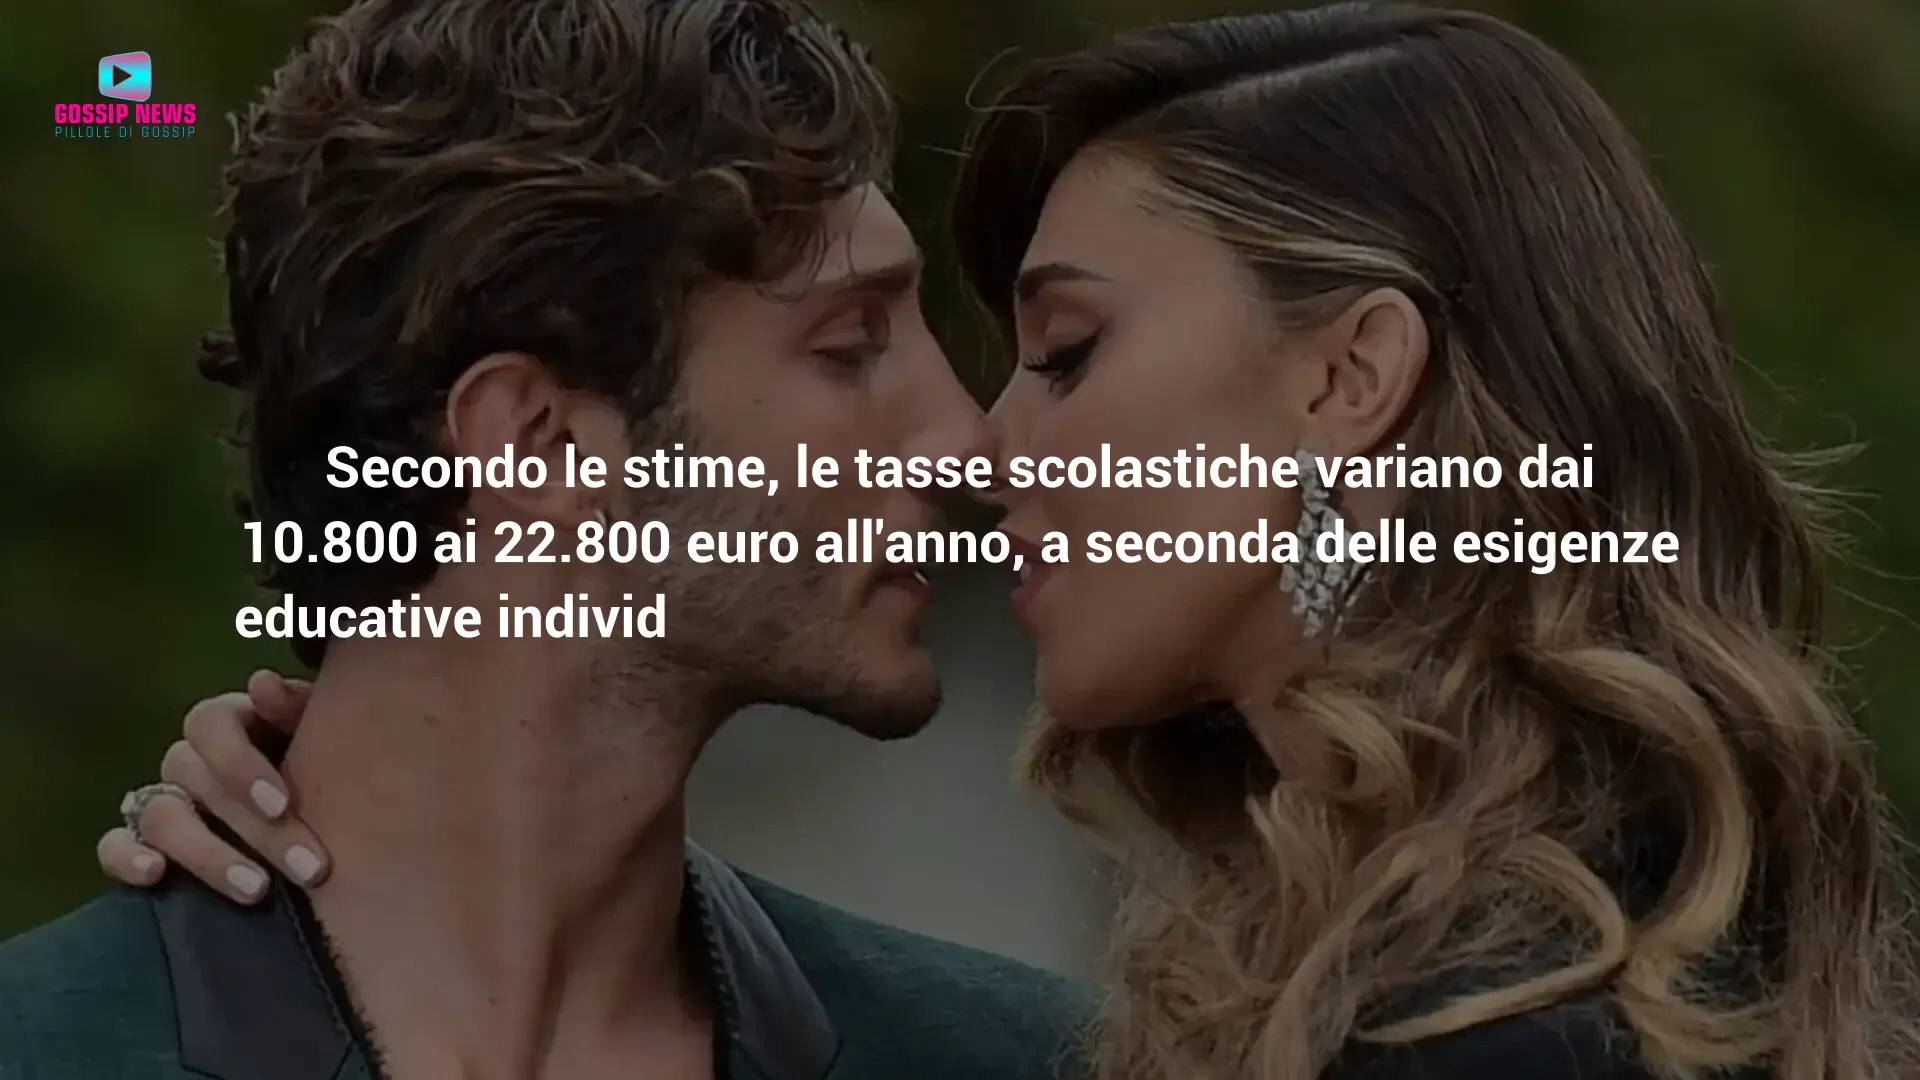 GOSSIP NEWS
PILLOLE DI GOSSIP
Secondo le stime, le tasse scolastiche variano dai
10.800 ai 22.800 euro all'anno, a seconda delle esigenze
educative individ